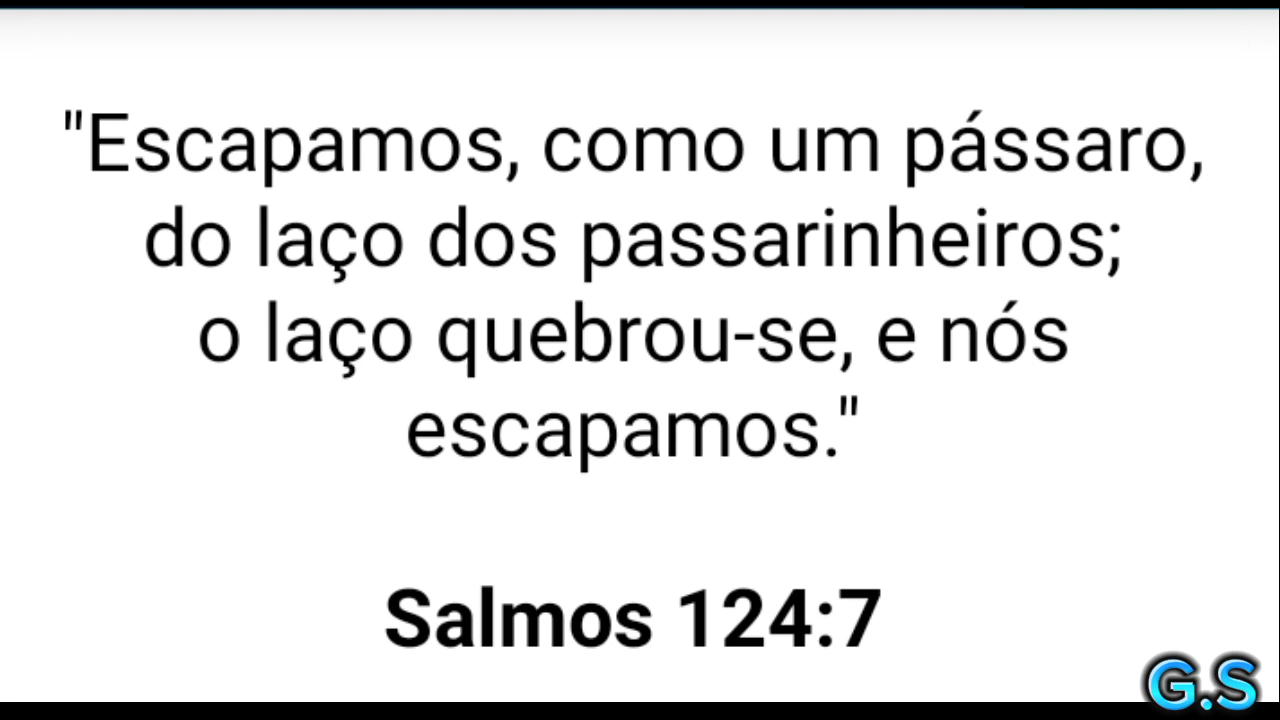 "Escapamos, como um pássaro,
do laço dos passarinheiros;
o laço quebrou-se, e nós
escapamos."
Salmos 124:7
G.S